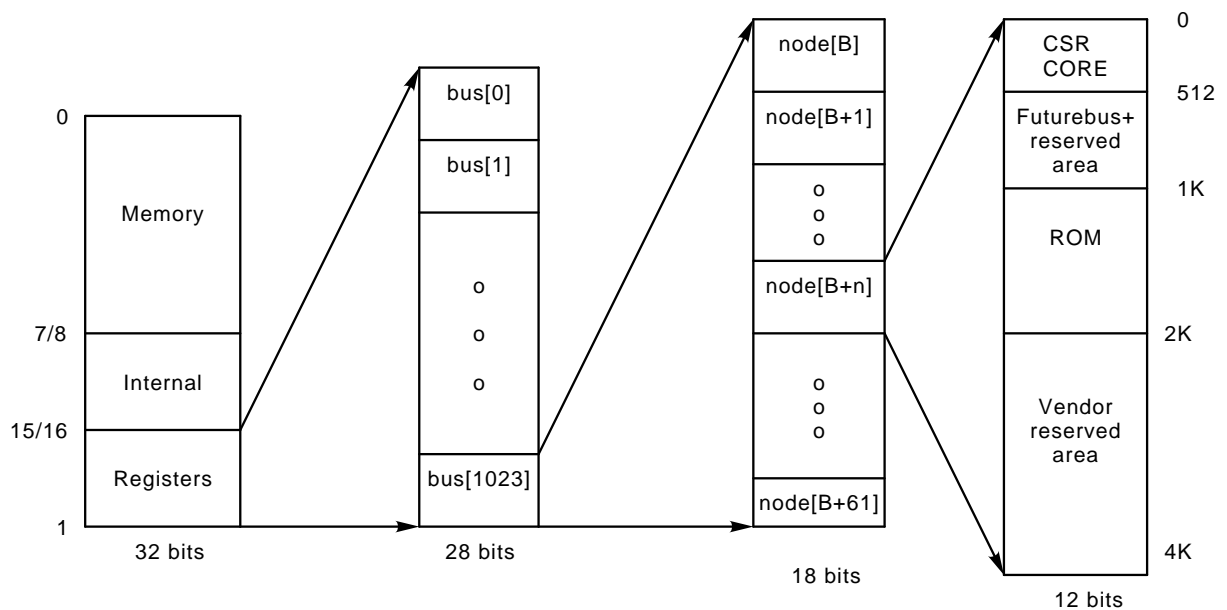 0
Memory
7/8
Internal
15/16
Registers
1
32 bits
bus[0]
bus[1]
o
o
o
bus[1023]
28 bits
node[B]
node[B+1]
o
o
o
node[B+n]
o
o
o
node[B+61]
18 bits
0
CSR
CORE
512
Futurebus+
reserved
area
1K
ROM
2K
Vendor
reserved
area
4K
12 bits